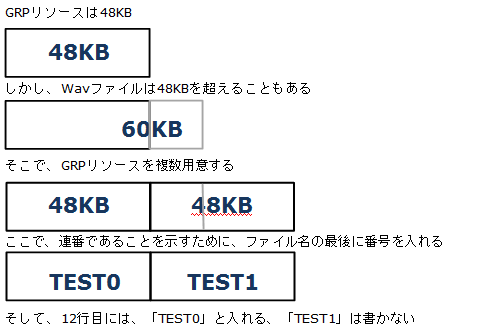 GRPリソースは48KB
48KB
しかし、Wavファイルは48KBを超えることもある
60KB
そこで、GRPリソースを複数用意する
48KB 48KB
ここで、連番であることを示すために、ファイル名の最後に番号を入れる
TEST0 TEST1
そして、12行目には、「TEST0」と入れる、「TEST1」は書かない